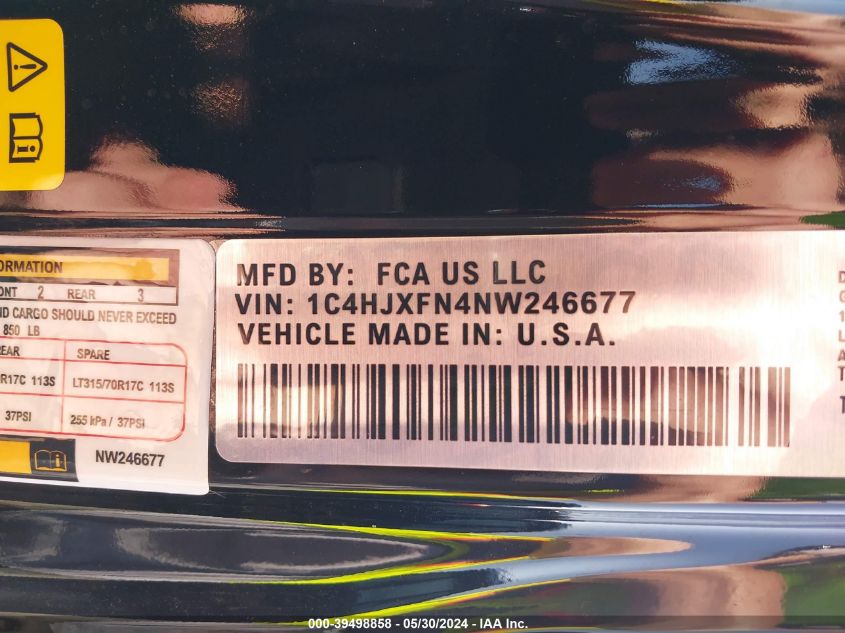 ORMATION
ONT 2 REAR 3
ND CARGO SHOULD NEVER EXCEED
850 LB
EAR SPARE
R17C 113S LT315/70R17C 113S
37PSI 255 kPa / 37PSI
NW246677
MFD BY: FCA US LLC
VIN: 1C4HJXFN4NW246677
VEHICLE MADE IN: U.S.A.
D
G
1
L
A
T
T
000-39498858 - 05/30/2024 - IAA Inc.